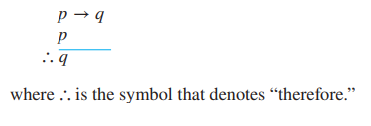 p → q
p
∴ q
where ∴ is the symbol that denotes “therefore.”